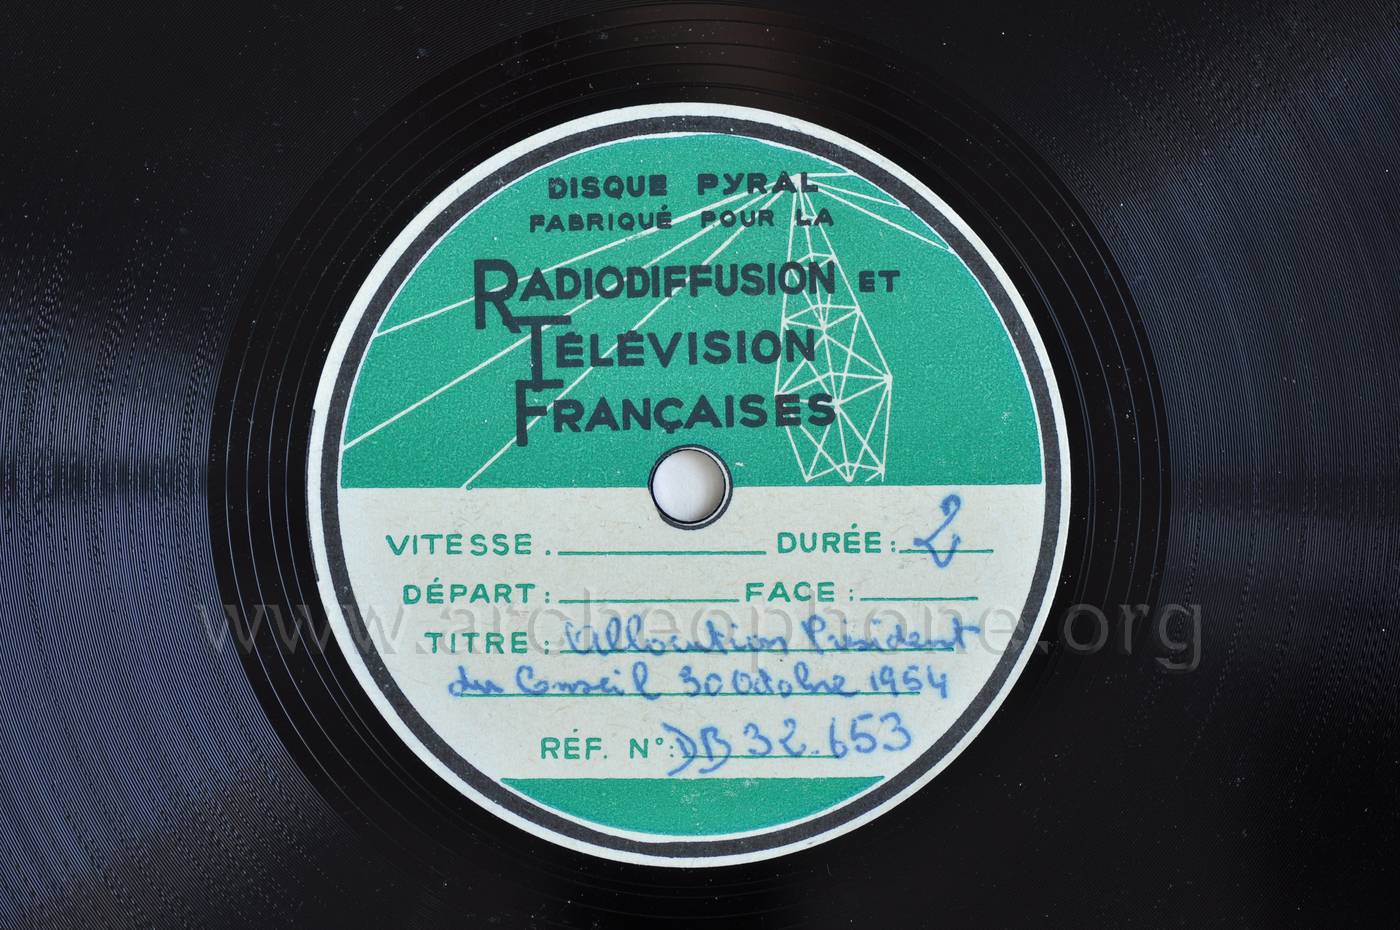 DISQUE PYRAL
FABRIQUÉ POUR LA
RADIODIFFUSION ET
TÉLÉVISION
FRANÇAISES
VITESSE . DURÉE : 2
DÉPART : FACE :
www.archeophone.org
TITRE : Allocution Président
du Conseil 30 Octobre 1954
RÉF. N° : DB 32.653